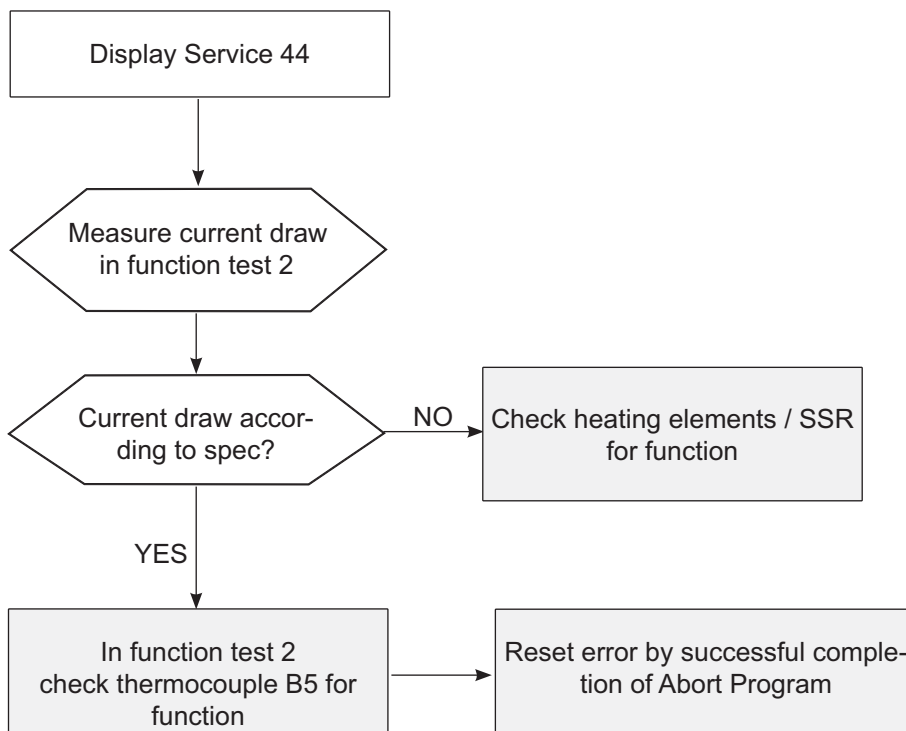 Display Service 44
Measure current draw
in function test 2
Current draw accor-
ding to spec?
NO
Check heating elements / SSR
for function
YES
In function test 2
check thermocouple B5 for
function
Reset error by successful comple-
tion of Abort Program